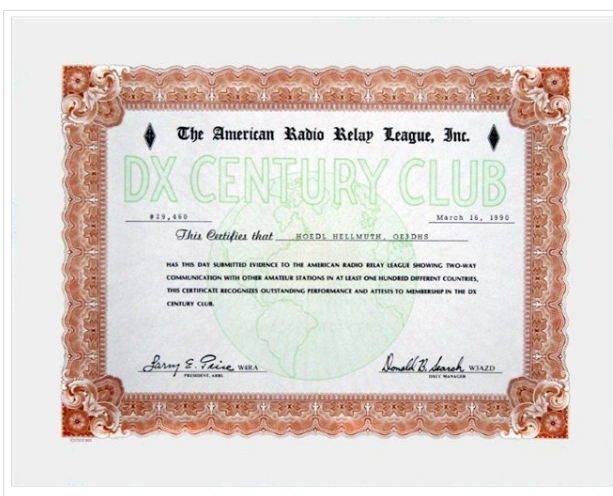 The American Radio Relay League, Inc.
DX CENTURY CLUB
#29,460
March 16, 1990
This Certifies that HOEDL HELLMUTH, OE3DHS
HAS THIS DAY SUBMITTED EVIDENCE TO THE AMERICAN RADIO RELAY LEAGUE SHOWING TWO-WAY
COMMUNICATION WITH OTHER AMATEUR STATIONS IN AT LEAST ONE HUNDRED DIFFERENT COUNTRIES,
THIS CERTIFICATE RECOGNIZES OUTSTANDING PERFORMANCE AND ATTESTS TO MEMBERSHIP IN THE DX
CENTURY CLUB.
Larry E. Price W4RA
Donald B. Search W3AZD
PRESIDENT, ARRL
DXCC MANAGER